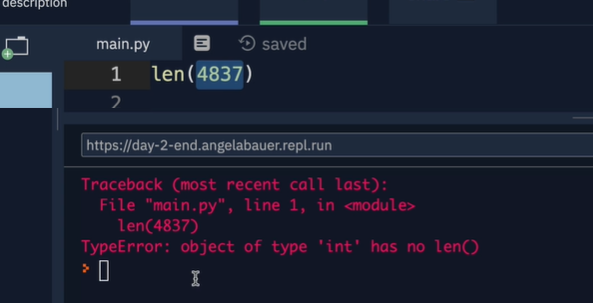 description
main.py saved
1 len(4837)
2
https://day-2-end.angelabauer.repl.run
Traceback (most recent call last):
File "main.py", line 1, in <module>
len(4837)
TypeError: object of type 'int' has no len()